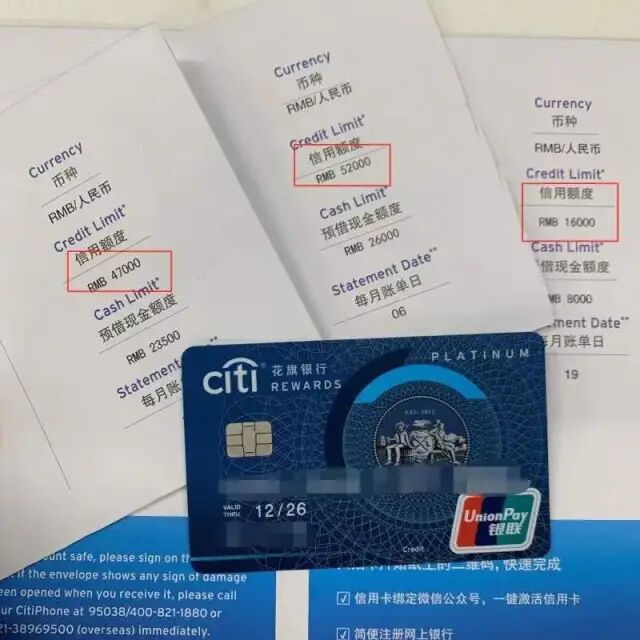 Currency
币种
RMB/人民币
Credit Limit*
信用额度
RMB 47000
Cash Limit*
预借现金额度
RMB 23500
Statement
每月账
Currency
币种
RMB/人民币
Credit Limit*
信用额度
RMB 52000
Cash Limit*
预借现金额度
RMB 26000
Statement Date**
每月账单日
06
Currency
币种
RMB/人民币
Credit Limit*
信用额度
RMB 16000
Cash Limit*
借现金额度
RMB 8000
ment Date**
账单日
19
citi 花旗银行
REWARDS
PLATINUM
EST. 1812
VALID THRU 12/26
Credit
UnionPay
银联
ount safe, please sign on th
if the envelope shows any sign of damage
een opened when you receive it, please call
ur CitiPhone at 95038/400-821-1880 or
21-38969500 (overseas) immediately.
二维码，快速完成
信用卡绑定微信公众号，一键激活信用卡
简便注册网上银行